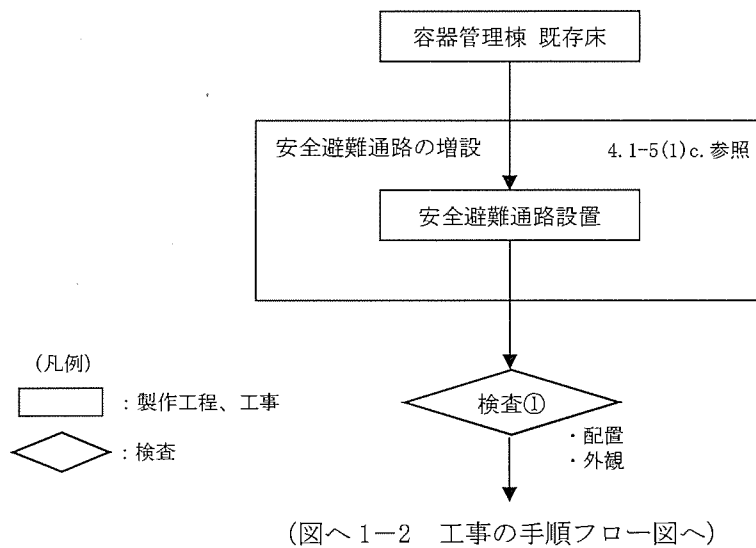 容器管理棟 既存床
安全避難通路の増設
4.1-5(1)c.参照
安全避難通路設置
(凡例)
：製作工程、工事
：検査
検査①
・配置
・外観
(図ヘ1－2　工事の手順フロー図へ)